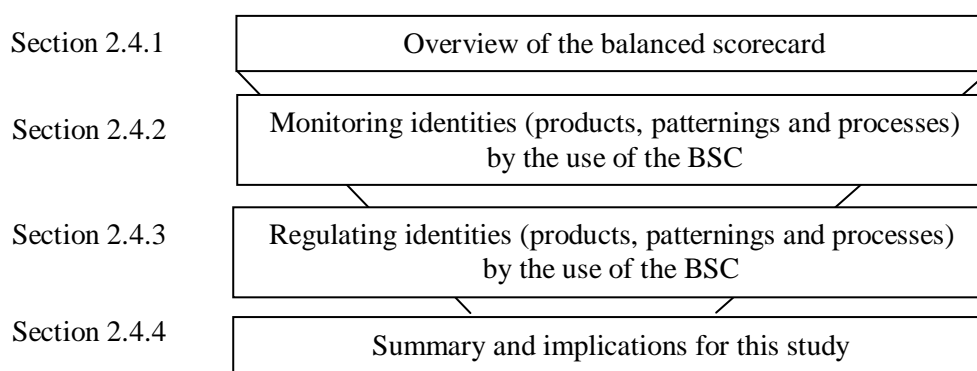 Section 2.4.1
Overview of the balanced scorecard
Section 2.4.2
Monitoring identities (products, patternings and processes)
by the use of the BSC
Section 2.4.3
Regulating identities (products, patternings and processes)
by the use of the BSC
Section 2.4.4
Summary and implications for this study